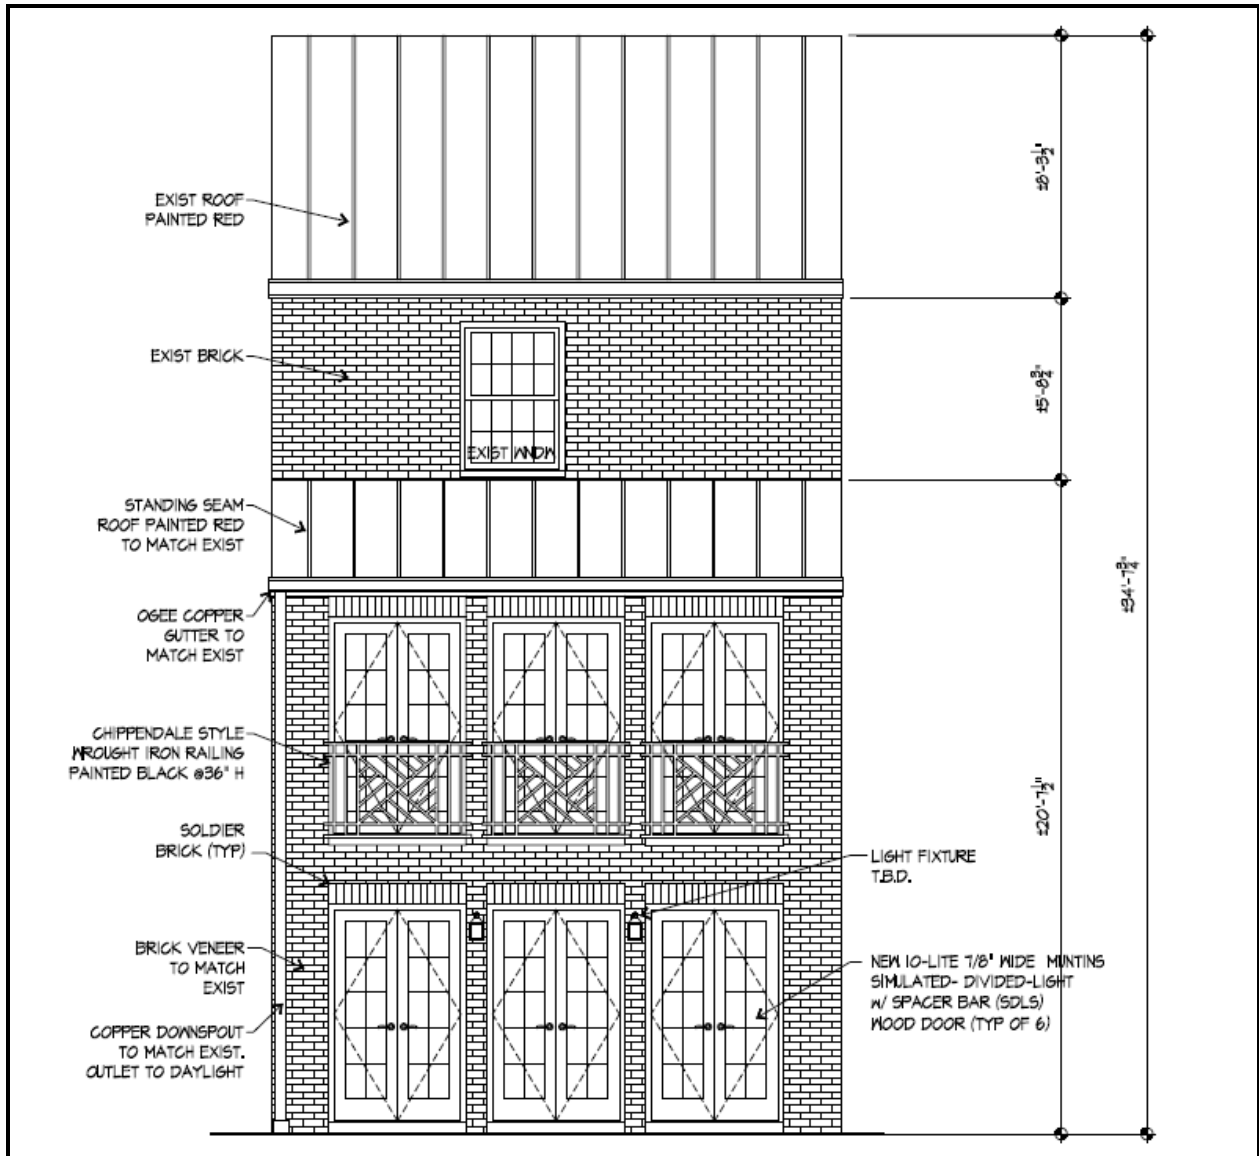 EXIST ROOF
PAINTED RED
±8'-3½"
EXIST BRICK
±5'-8¾"
EXIST WNDW
STANDING SEAM
ROOF PAINTED RED
TO MATCH EXIST
±34'-7¾"
OGEE COPPER
GUTTER TO
MATCH EXIST
CHIPPENDALE STYLE
WROUGHT IRON RAILING
PAINTED BLACK @36" H
±20'-7½"
SOLDIER
BRICK (TYP)
LIGHT FIXTURE
T.B.D.
BRICK VENEER
TO MATCH
EXIST
NEW 10-LITE 7/8" WIDE MUNTINS
SIMULATED- DIVIDED-LIGHT
W/ SPACER BAR (SDLS)
WOOD DOOR (TYP OF 6)
COPPER DOWNSPOUT
TO MATCH EXIST.
OUTLET TO DAYLIGHT